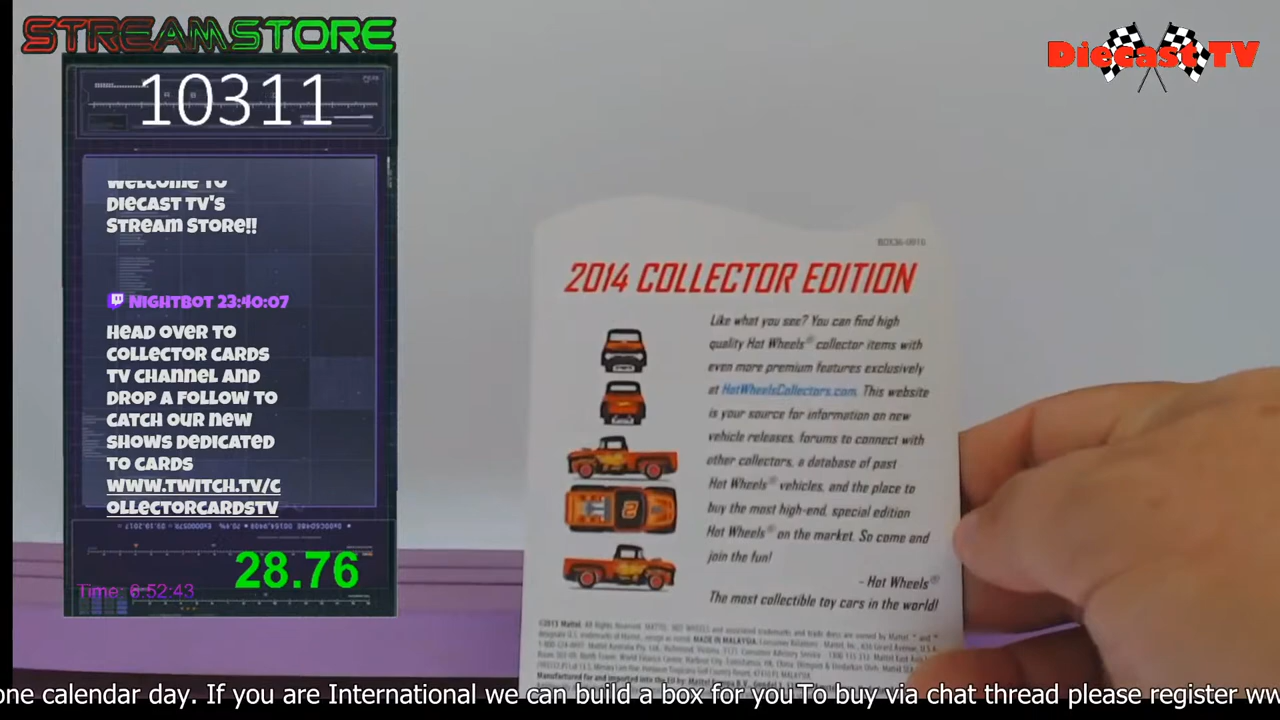 STREAMSTORE
10311
WELCOME TO
DIECAST TV'S
STREAM STORE!!
NIGHTBOT 23:40:07
HEAD OVER TO
COLLECTOR CARDS
TV CHANNEL AND
DROP A FOLLOW TO
CATCH OUR NEW
SHOWS DEDICATED
TO CARDS
WWW.TWITCH.TV/C
OLLECTORCARDSTV
28.76
Time: 0:52:43
Diecast TV
2014 COLLECTOR EDITION
Like what you see? You can find high
quality Hot Wheels® collector items with
even more premium features exclusively
at HotWheelsCollectors.com. This website
is your source for information on new
vehicle releases, forums to connect with
other collectors, a database of past
Hot Wheels® vehicles, and the place to
buy the most high-end, special edition
Hot Wheels® on the market. So come and
join the fun!
- Hot Wheels®
The most collectible toy cars in the world!
2
one calendar day. If you are International we can build a box for youTo buy via chat thread please register ww